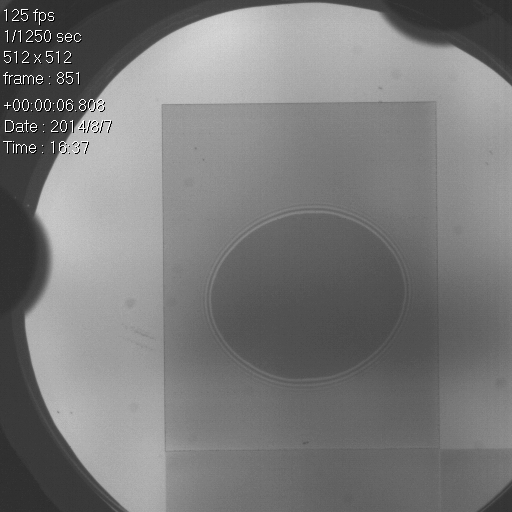 125 fps
1/1250 sec
512 x 512
frame : 851
+00:00:06.808
Date : 2014/8/7
Time : 16:37